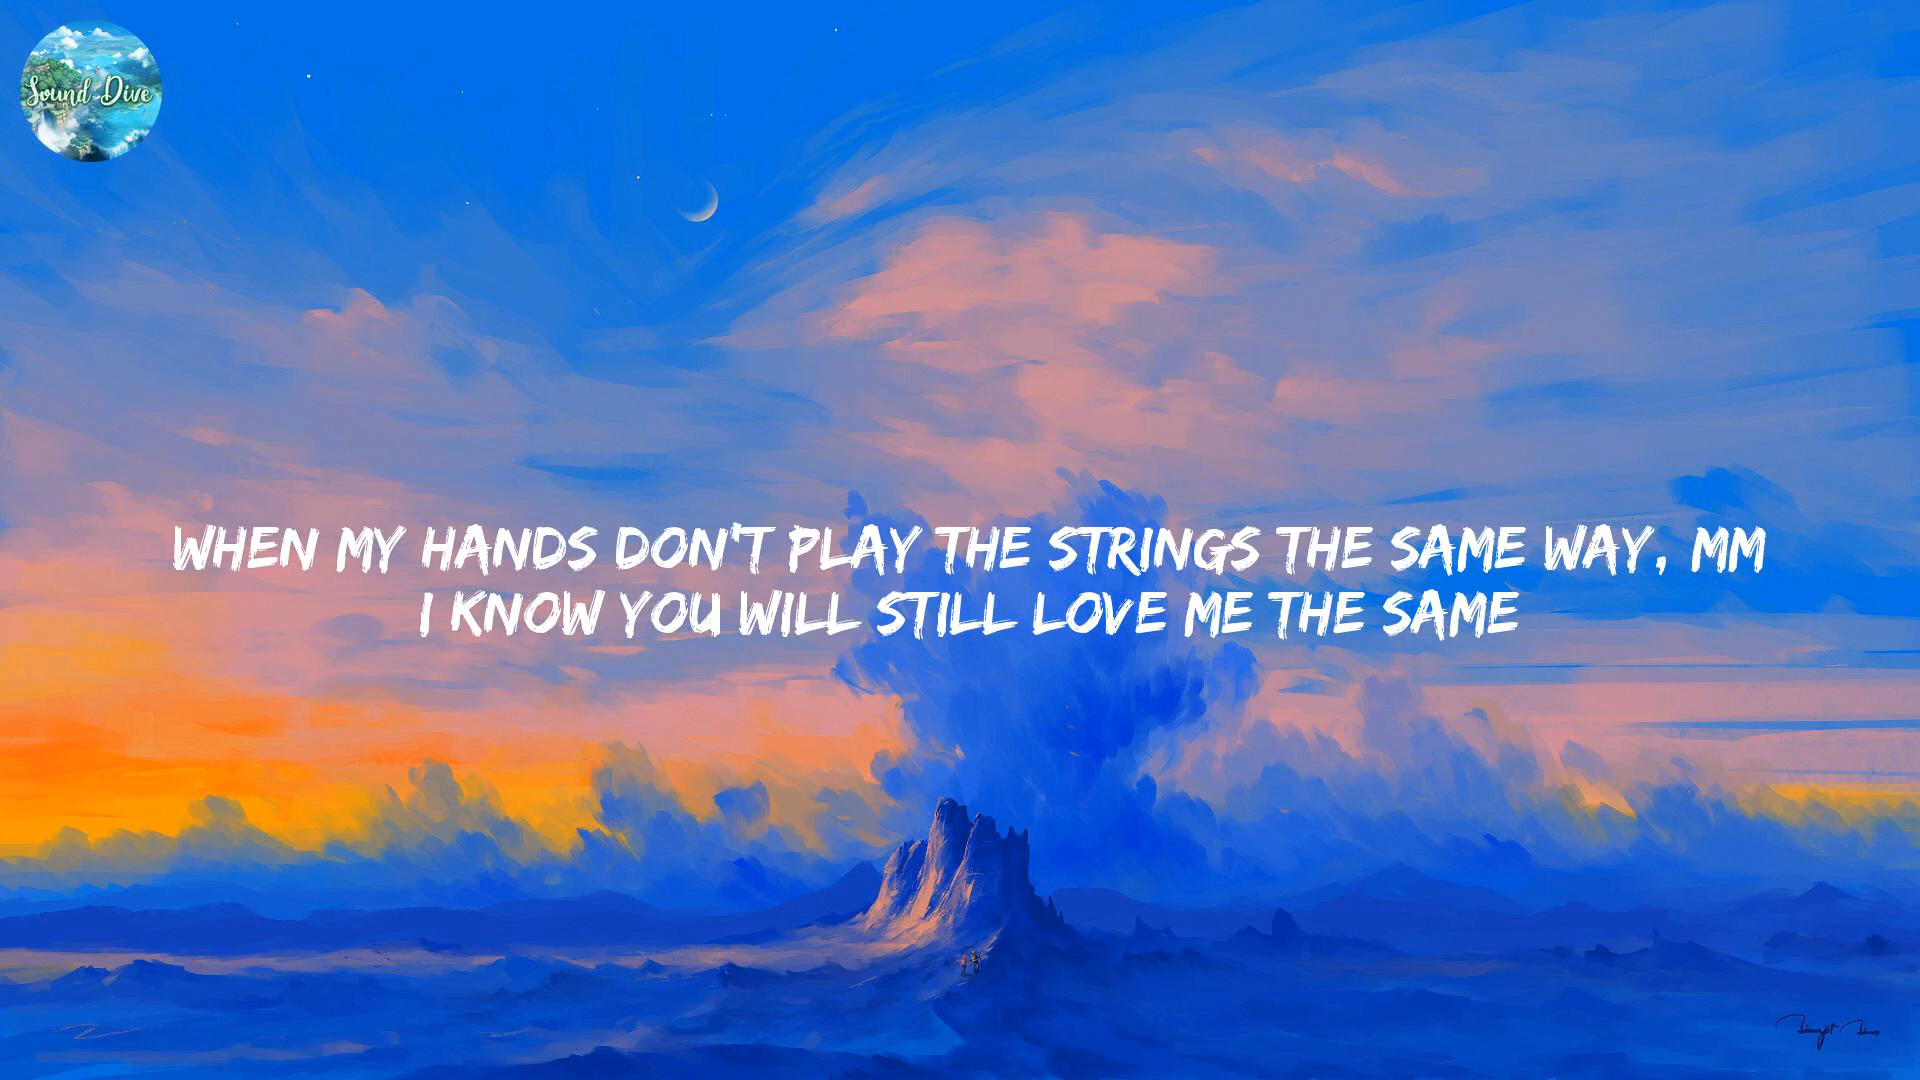 Sound Dive
WHEN MY HANDS DON'T PLAY THE STRINGS THE SAME WAY, MM
I KNOW YOU WILL STILL LOVE ME THE SAME